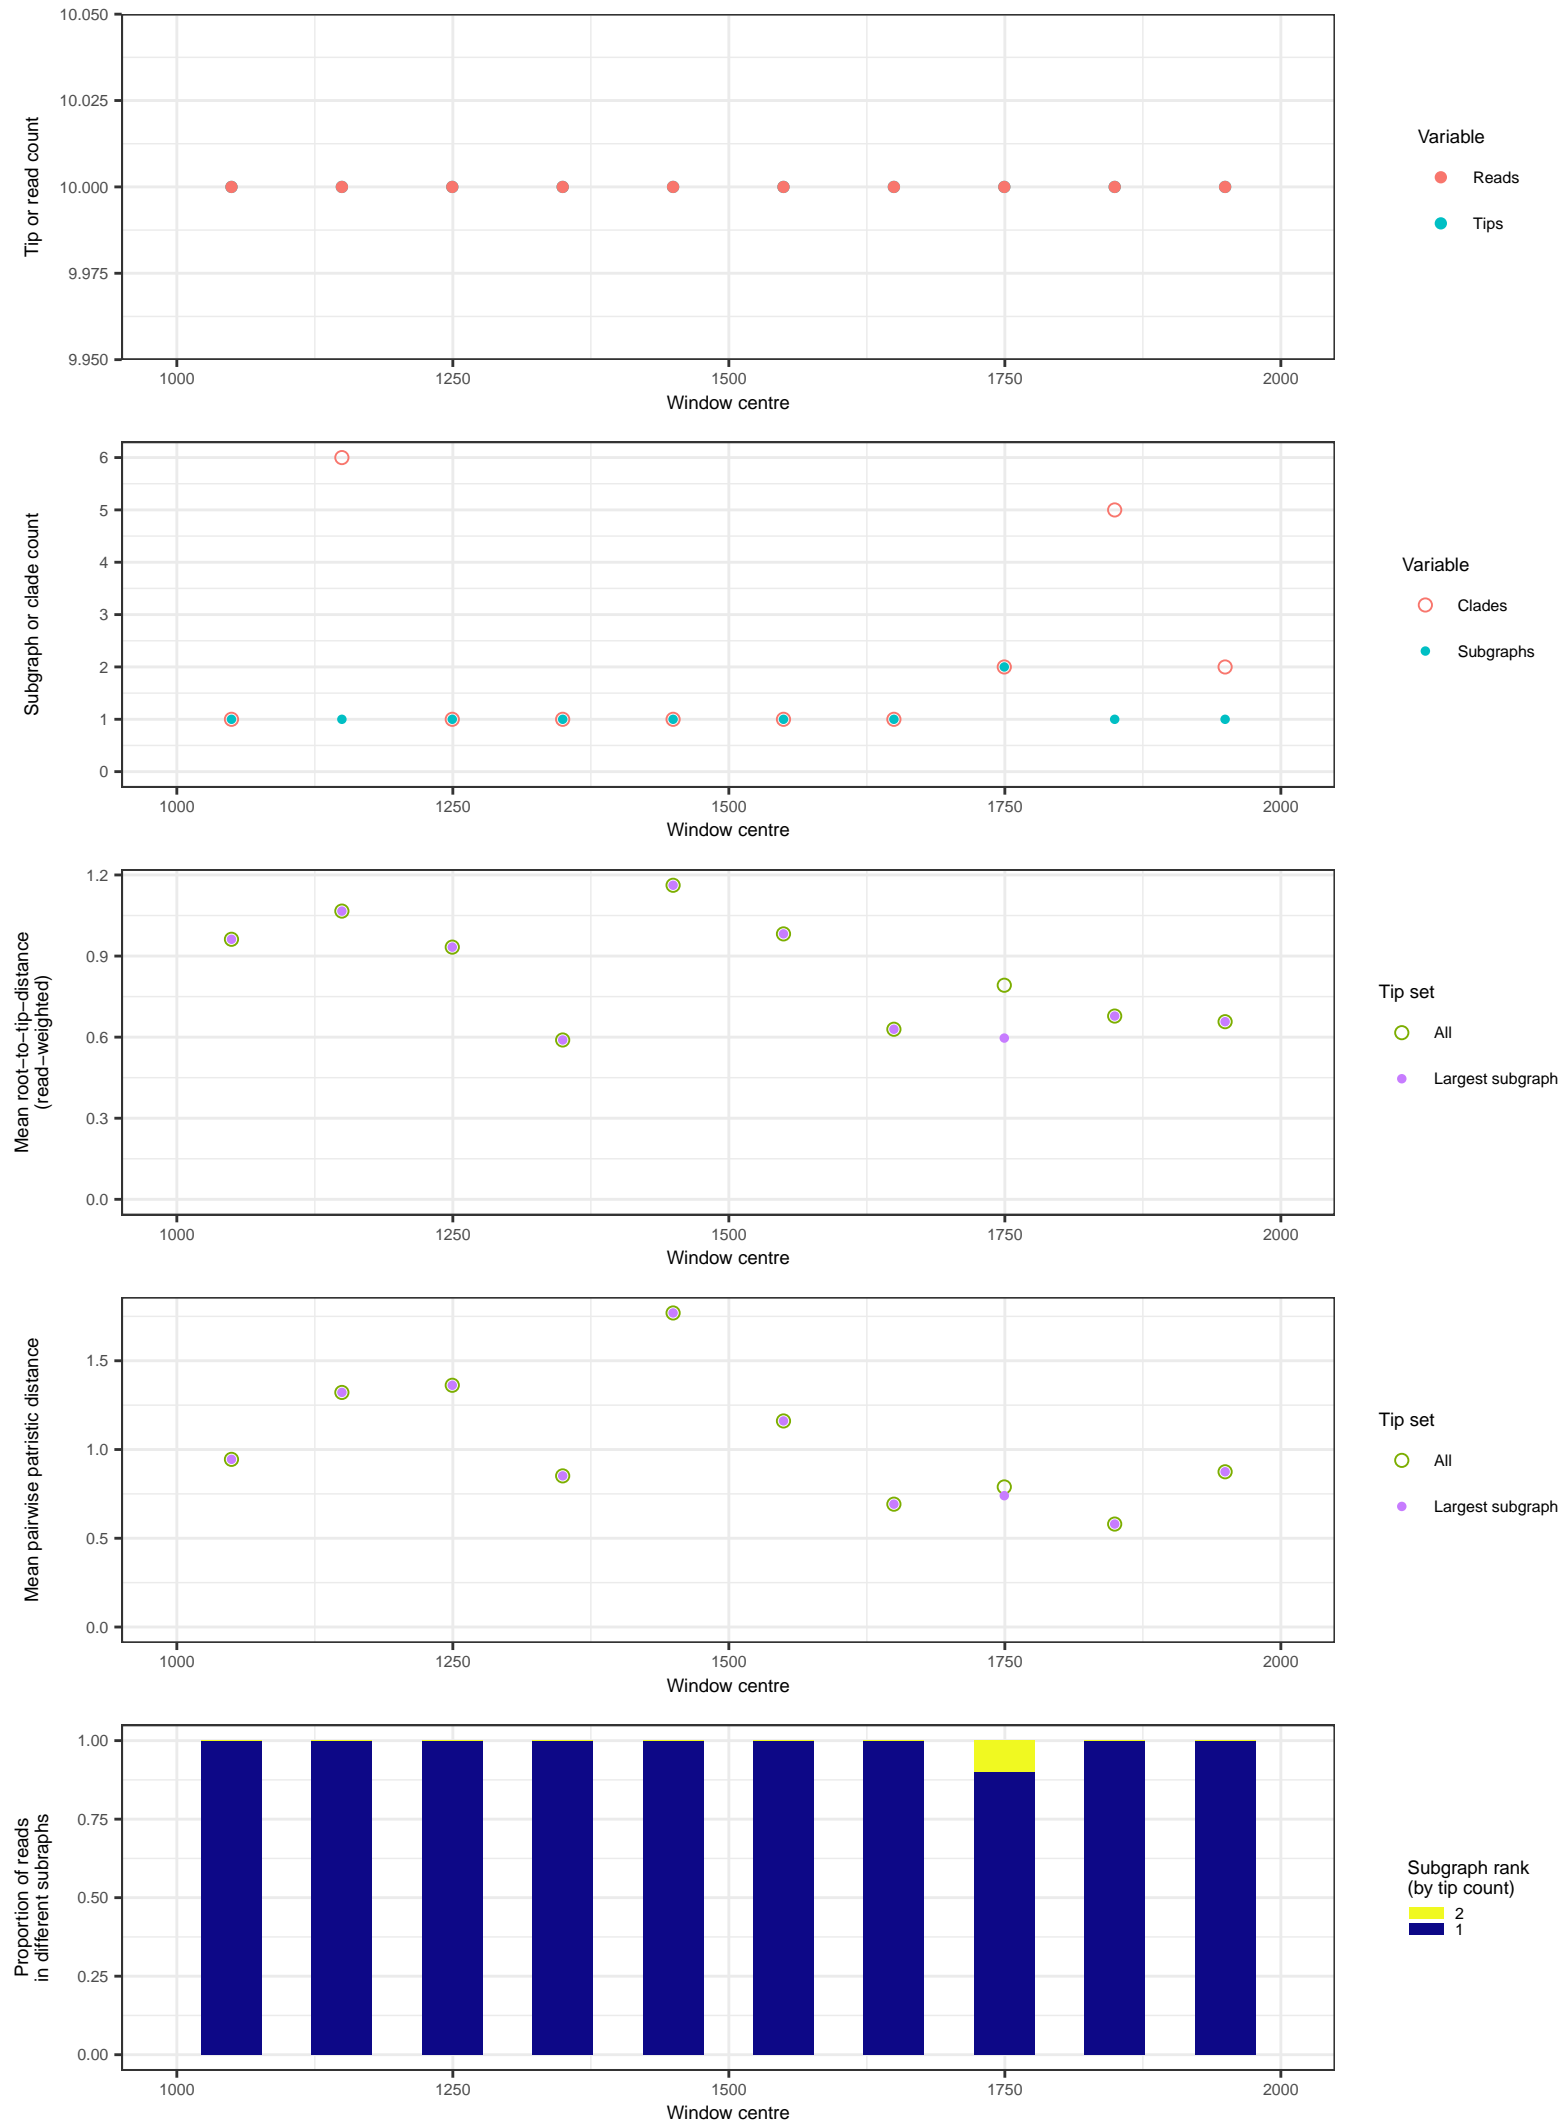 10.050
10.025
10.000
9.975
9.950
Tip or read count
1000 1250 1500 1750 2000
Window centre
Variable
Reads
Tips
6
5
4
3
2
1
0
Subgraph or clade count
1000 1250 1500 1750 2000
Window centre
Variable
Clades
Subgraphs
1.2
0.9
0.6
0.3
0.0
Mean root−to−tip−distance
(read−weighted)
1000 1250 1500 1750 2000
Window centre
Tip set
All
Largest subgraph
1.5
1.0
0.5
0.0
Mean pairwise patristic distance
1000 1250 1500 1750 2000
Window centre
Tip set
All
Largest subgraph
1.00
0.75
0.50
0.25
0.00
Proportion of reads
in different subraphs
1000 1250 1500 1750 2000
Window centre
Subgraph rank
(by tip count)
2
1